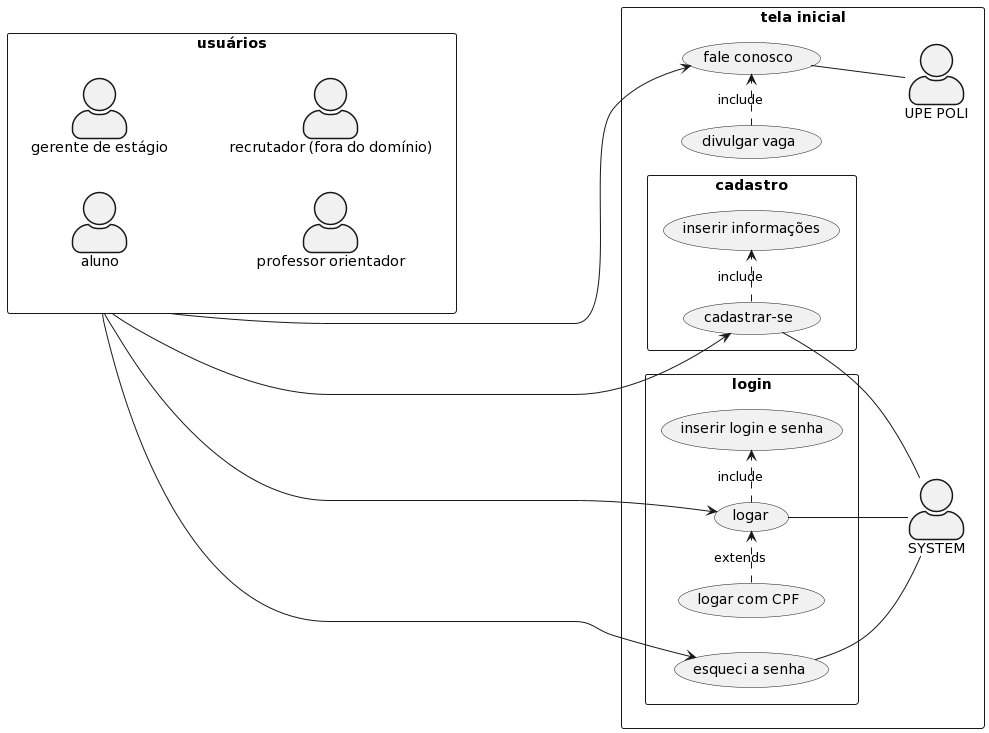 usuários
gerente de estágio
recrutador (fora do domínio)
aluno
professor orientador
tela inicial
fale conosco
UPE POLI
include
divulgar vaga
cadastro
inserir informações
include
cadastrar-se
login
inserir login e senha
include
logar
SYSTEM
extends
logar com CPF
esqueci a senha